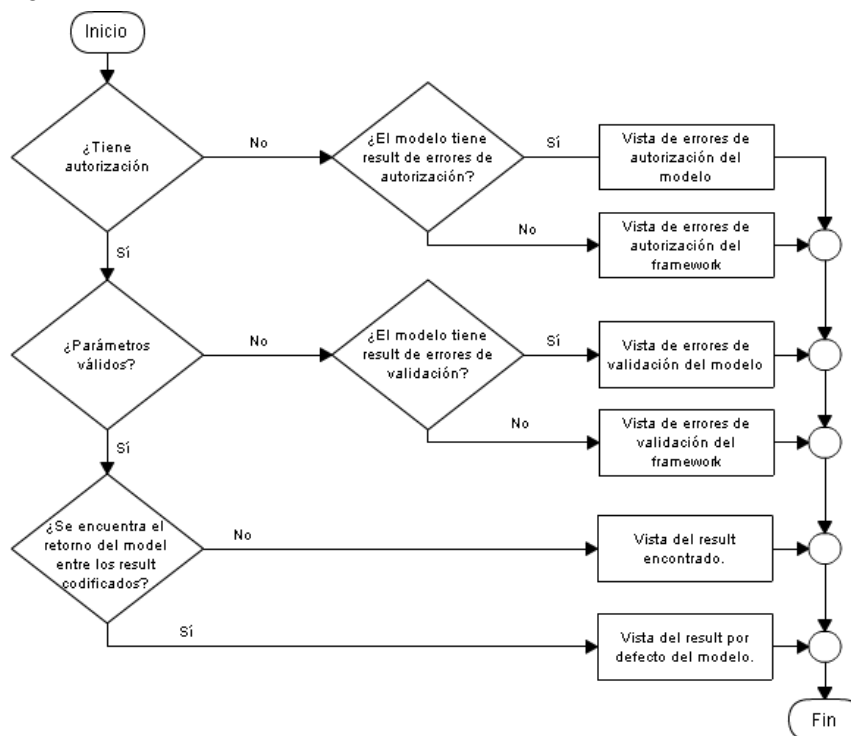 Inicio
¿Tiene
autorización
No
¿El modelo tiene
result de errores de
autorización?
Sí
Vista de errores de
autorización del
modelo
No
Vista de errores de
autorización del
framework
Sí
¿Parámetros
válidos?
No
¿El modelo tiene
result de errores de
validación?
Sí
Vista de errores de
validación del modelo
No
Vista de errores de
validación del
framework
Sí
¿Se encuentra el
retorno del model
entre los result
codificados?
No
Vista del result
encontrado.
Sí
Vista del result por
defecto del modelo.
Fin